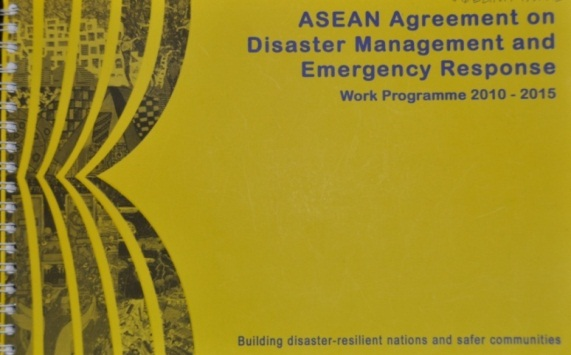 ASEAN Agreement on
Disaster Management and
Emergency Response
Work Programme 2010 - 2015
Building disaster-resilient nations and safer communities